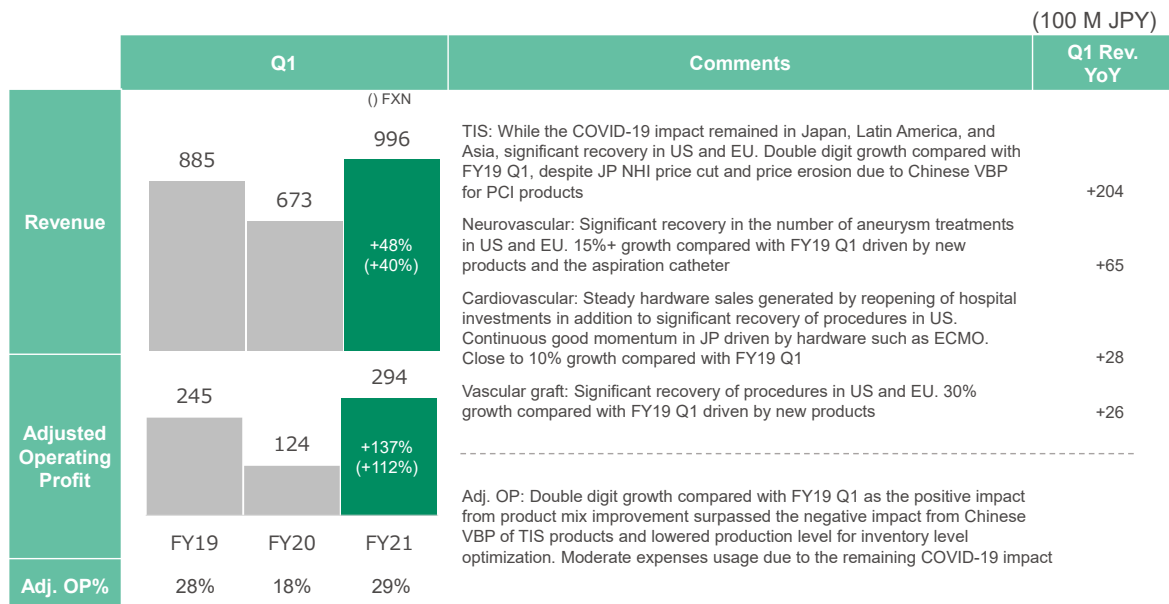 (100 M JPY)
Q1
Comments
Q1 Rev.
YoY
Revenue
() FXN
885
673
996
+48%
(+40%)
TIS: While the COVID-19 impact remained in Japan, Latin America, and
Asia, significant recovery in US and EU. Double digit growth compared with
FY19 Q1, despite JP NHI price cut and price erosion due to Chinese VBP
for PCI products
+204
Neurovascular: Significant recovery in the number of aneurysm treatments
in US and EU. 15%+ growth compared with FY19 Q1 driven by new
products and the aspiration catheter
+65
Cardiovascular: Steady hardware sales generated by reopening of hospital
investments in addition to significant recovery of procedures in US.
Continuous good momentum in JP driven by hardware such as ECMO.
Close to 10% growth compared with FY19 Q1
+28
Vascular graft: Significant recovery of procedures in US and EU. 30%
growth compared with FY19 Q1 driven by new products
+26
Adjusted
Operating
Profit
245
124
294
+137%
(+112%)
Adj. OP: Double digit growth compared with FY19 Q1 as the positive impact
from product mix improvement surpassed the negative impact from Chinese
VBP of TIS products and lowered production level for inventory level
optimization. Moderate expenses usage due to the remaining COVID-19 impact
FY19
FY20
FY21
Adj. OP%
28%
18%
29%